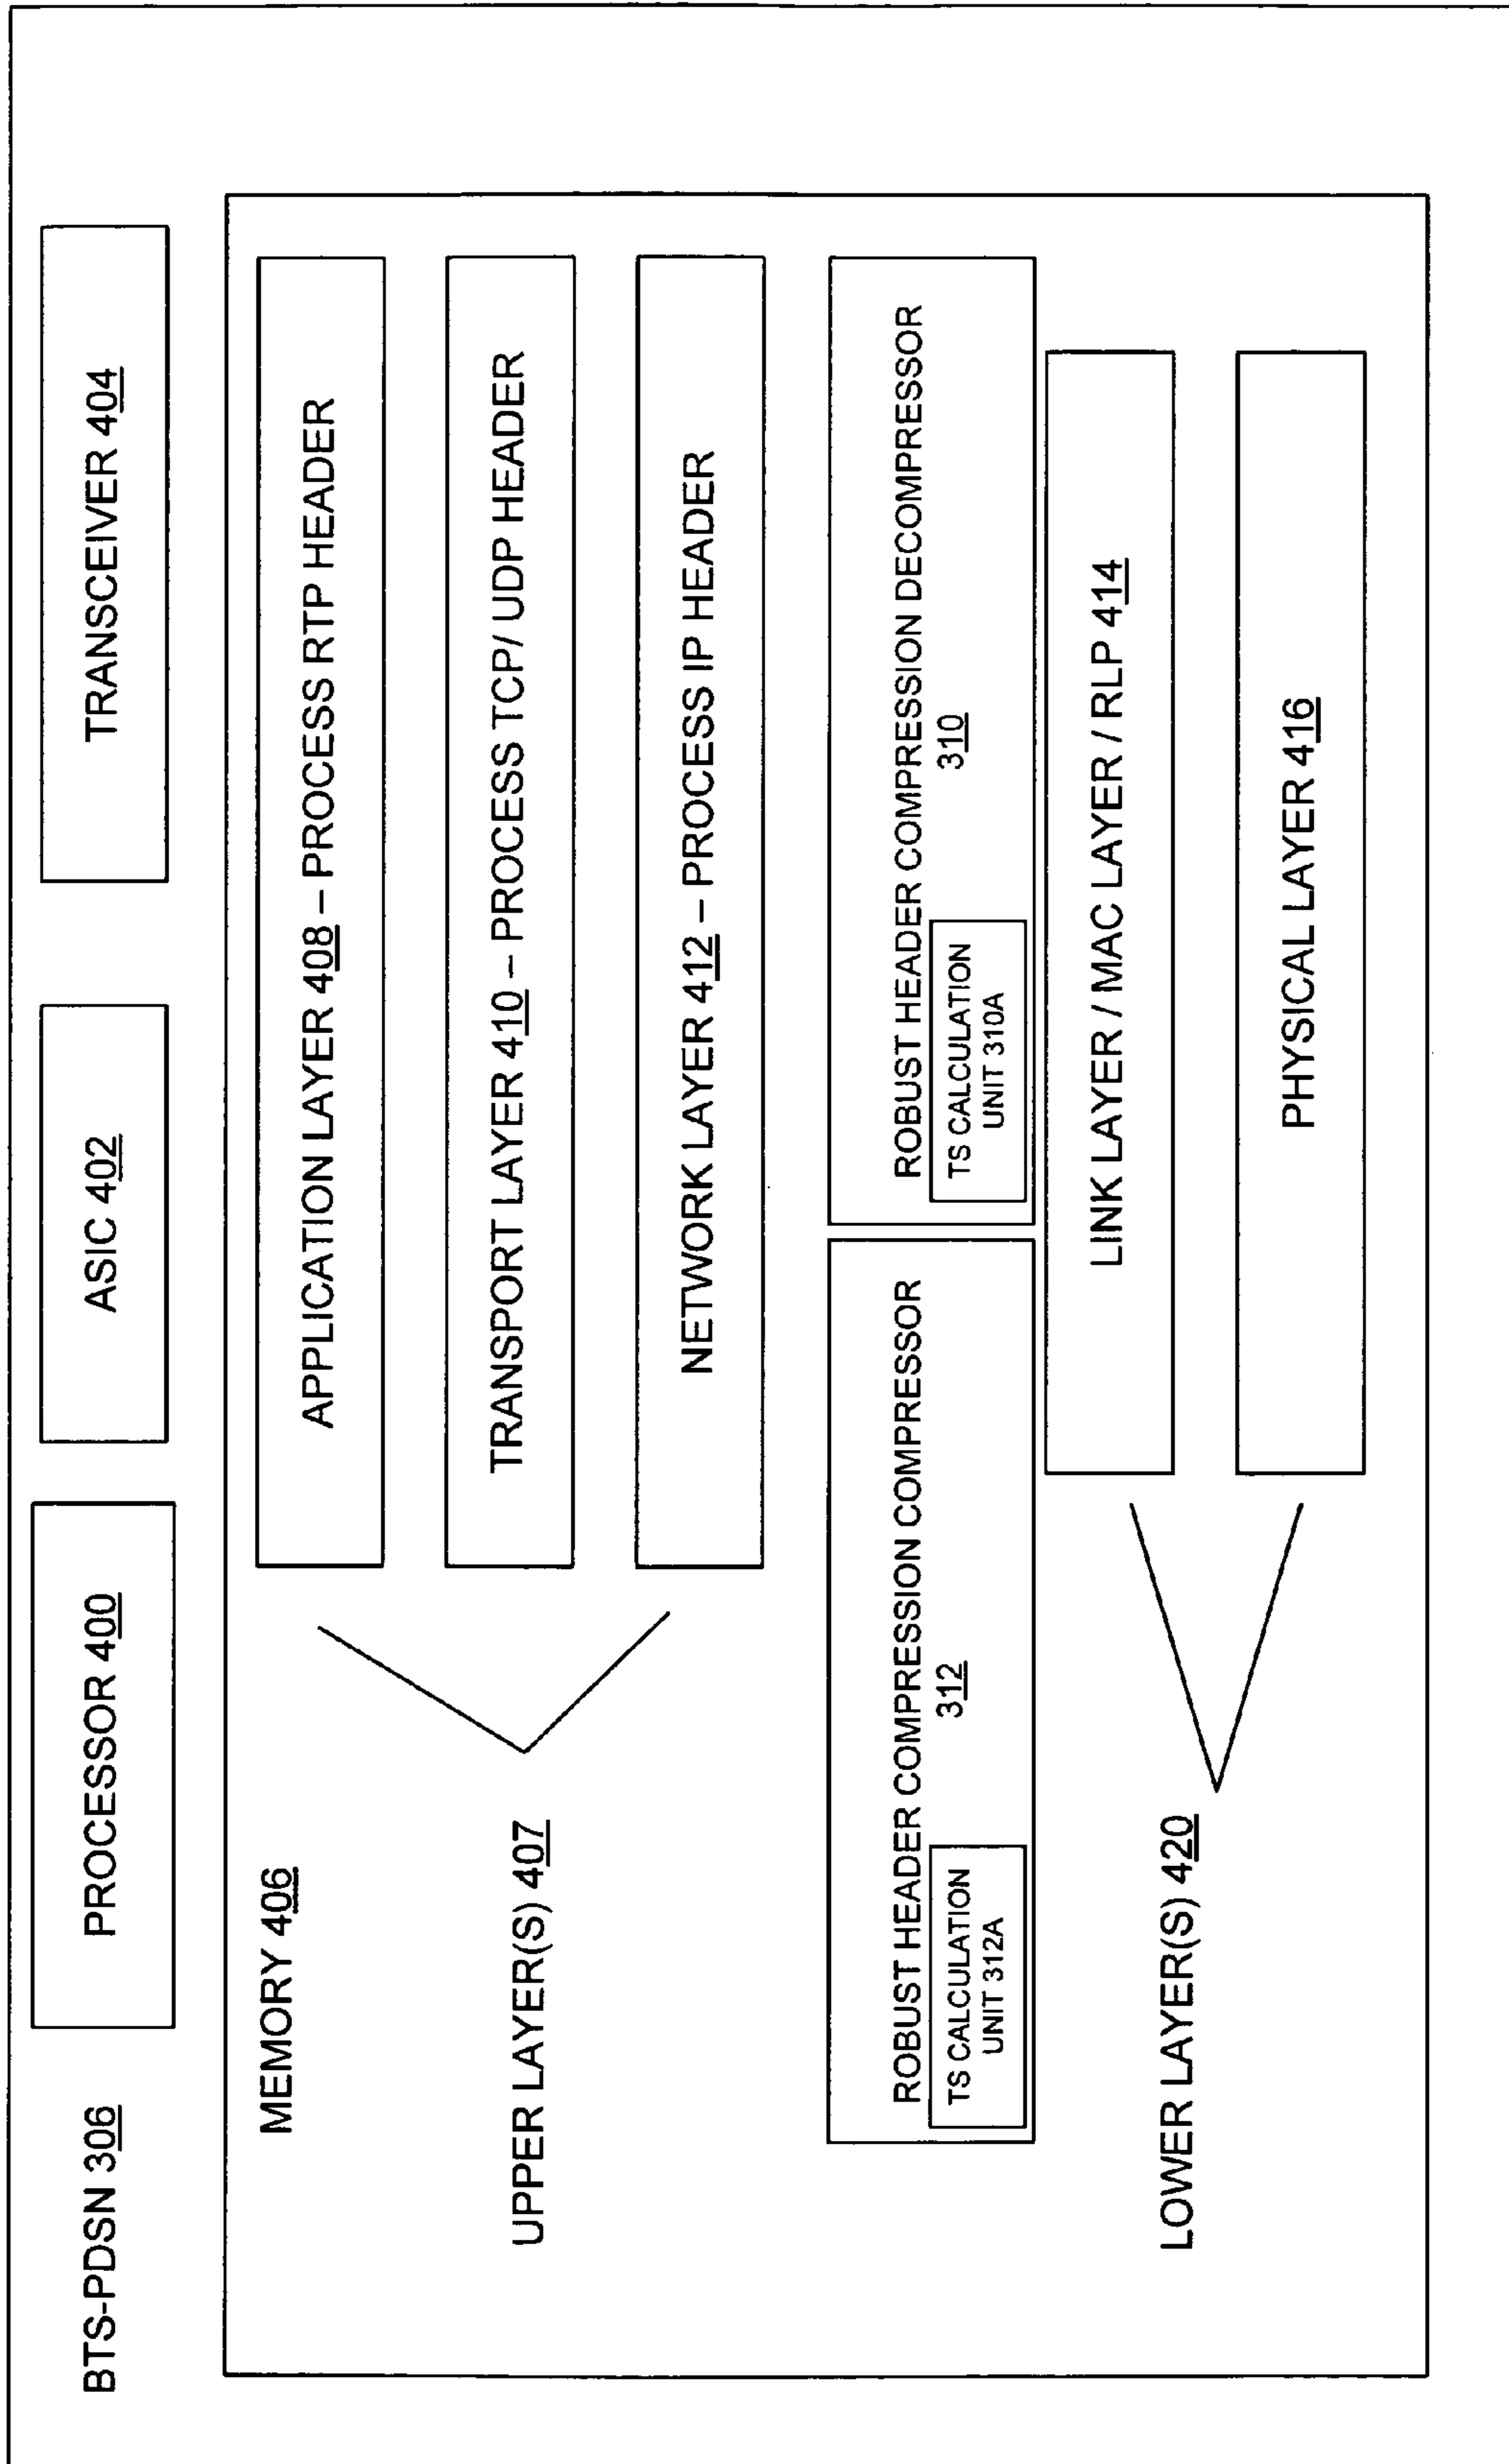 BTS-PDSN 306
PROCESSOR 400
ASIC 402
TRANSCEIVER 404
MEMORY 406
APPLICATION LAYER 408 – PROCESS RTP HEADER
UPPER LAYER(S) 407
TRANSPORT LAYER 410 – PROCESS TCP/ UDP HEADER
NETWORK LAYER 412 – PROCESS IP HEADER
ROBUST HEADER COMPRESSION COMPRESSOR
312
TS CALCULATION
UNIT 312A
ROBUST HEADER COMPRESSION DECOMPRESSOR
310
TS CALCULATION
UNIT 310A
LOWER LAYER(S) 420
LINK LAYER / MAC LAYER / RLP 414
PHYSICAL LAYER 416